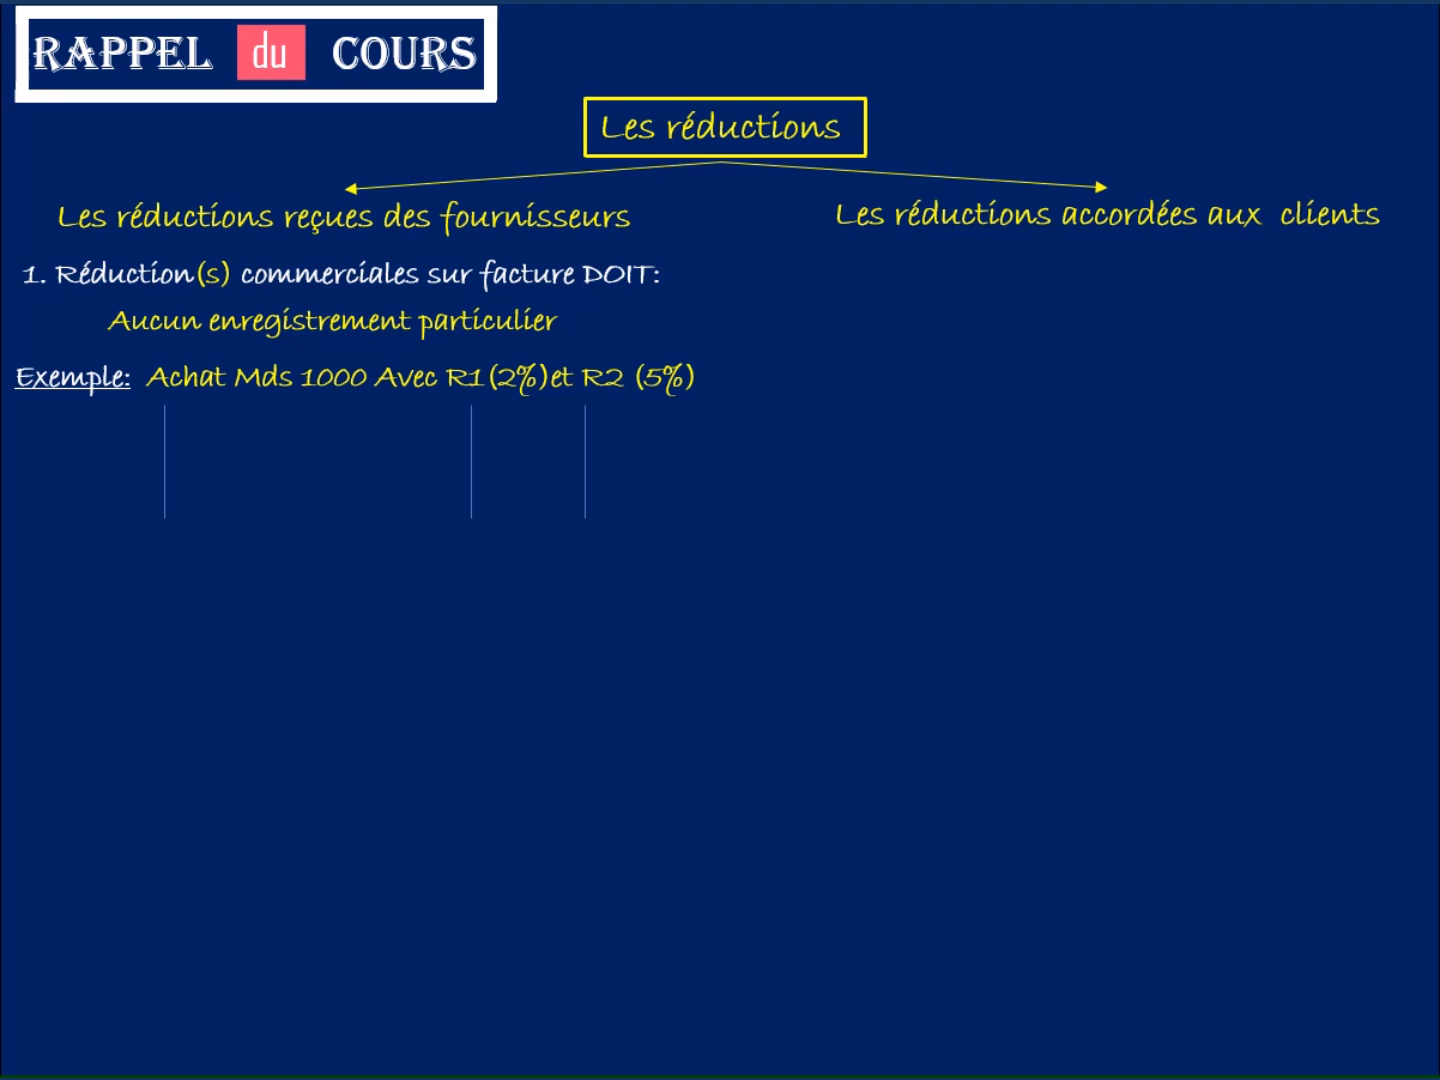 RAPPEL du COURS
Les réductions
Les réductions reçues des fournisseurs
Les réductions accordées aux clients
1. Réduction(s) commerciales sur facture DOIT:
Aucun enregistrement particulier
Exemple: Achat Mds 1000 Avec R1(2%)et R2 (5%)